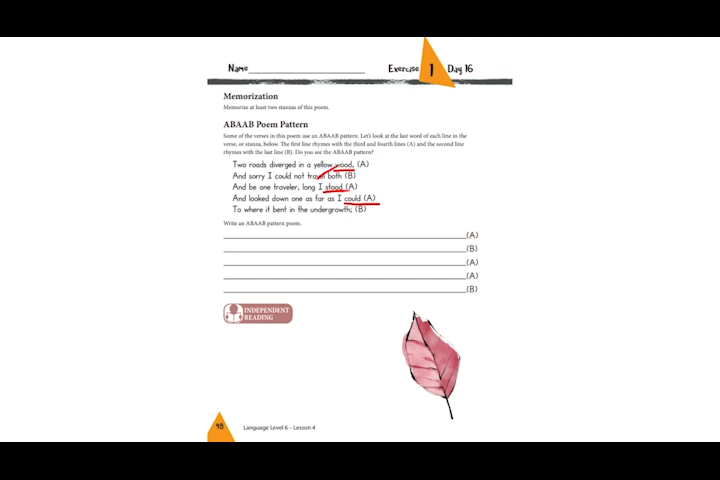 Name
Exercise 1 Day 16
Memorization
Memorize at least two stanzas of this poem.
ABAAB Poem Pattern
Some of the verses in this poem use an ABAAB pattern. Let's look at the last word of each line in the
verse, or stanza, below. The first line rhymes with the third and fourth lines (A) and the second line
rhymes with the last line (B). Do you see the ABAAB pattern?
Two roads diverged in a yellow wood, (A)
And sorry I could not travel both (B)
And be one traveler, long I stood (A)
And looked down one as far as I could (A)
To where it bent in the undergrowth; (B)
Write an ABAAB pattern poem.
(A)
(B)
(A)
(A)
(B)
INDEPENDENT
READING
98 Language Level 6 – Lesson 4